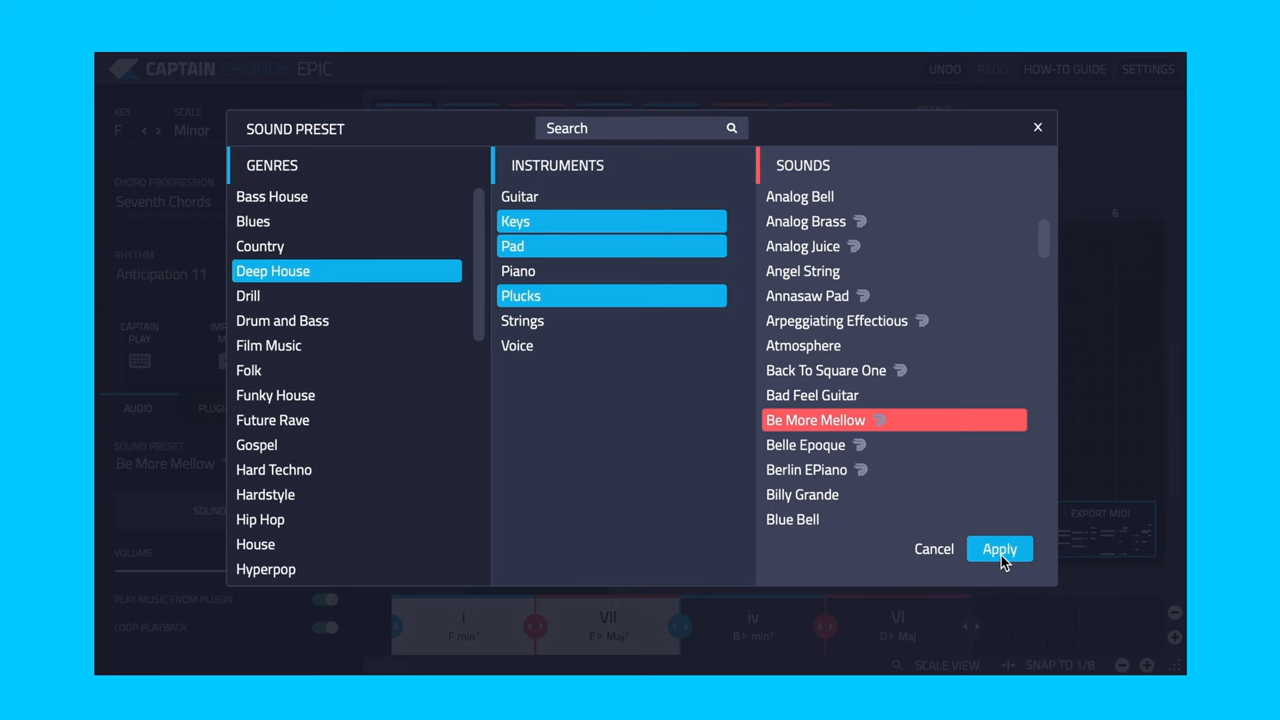 CAPTAIN CHORDS EPIC
UNDO REDO HOW-TO GUIDE SETTINGS
KEY SCALE
F < > Minor
CHORD PROGRESSION
Seventh Chords
RHYTHM
Anticipation 11
CAPTAIN PLAY
AUDIO
SOUND PRESET
Be More Mellow
VOLUME
PLAY MUSIC FROM PLUGIN
LOOP PLAYBACK
SOUND PRESET
Search
X
GENRES
Bass House
Blues
Country
Deep House
Drill
Drum and Bass
Film Music
Folk
Funky House
Future Rave
Gospel
Hard Techno
Hardstyle
Hip Hop
House
Hyperpop
INSTRUMENTS
Guitar
Keys
Pad
Piano
Plucks
Strings
Voice
SOUNDS
Analog Bell
Analog Brass
Analog Juice
Angel String
Annasaw Pad
Arpeggiating Effectious
Atmosphere
Back To Square One
Bad Feel Guitar
Be More Mellow
Belle Epoque
Berlin EPiano
Billy Grande
Blue Bell
Cancel Apply
6
EXPORT MIDI
i VII iv VI
F min⁷ E♭ Maj⁷ B♭ min⁷ D♭ Maj
SCALE VIEW SNAP TO 1/8